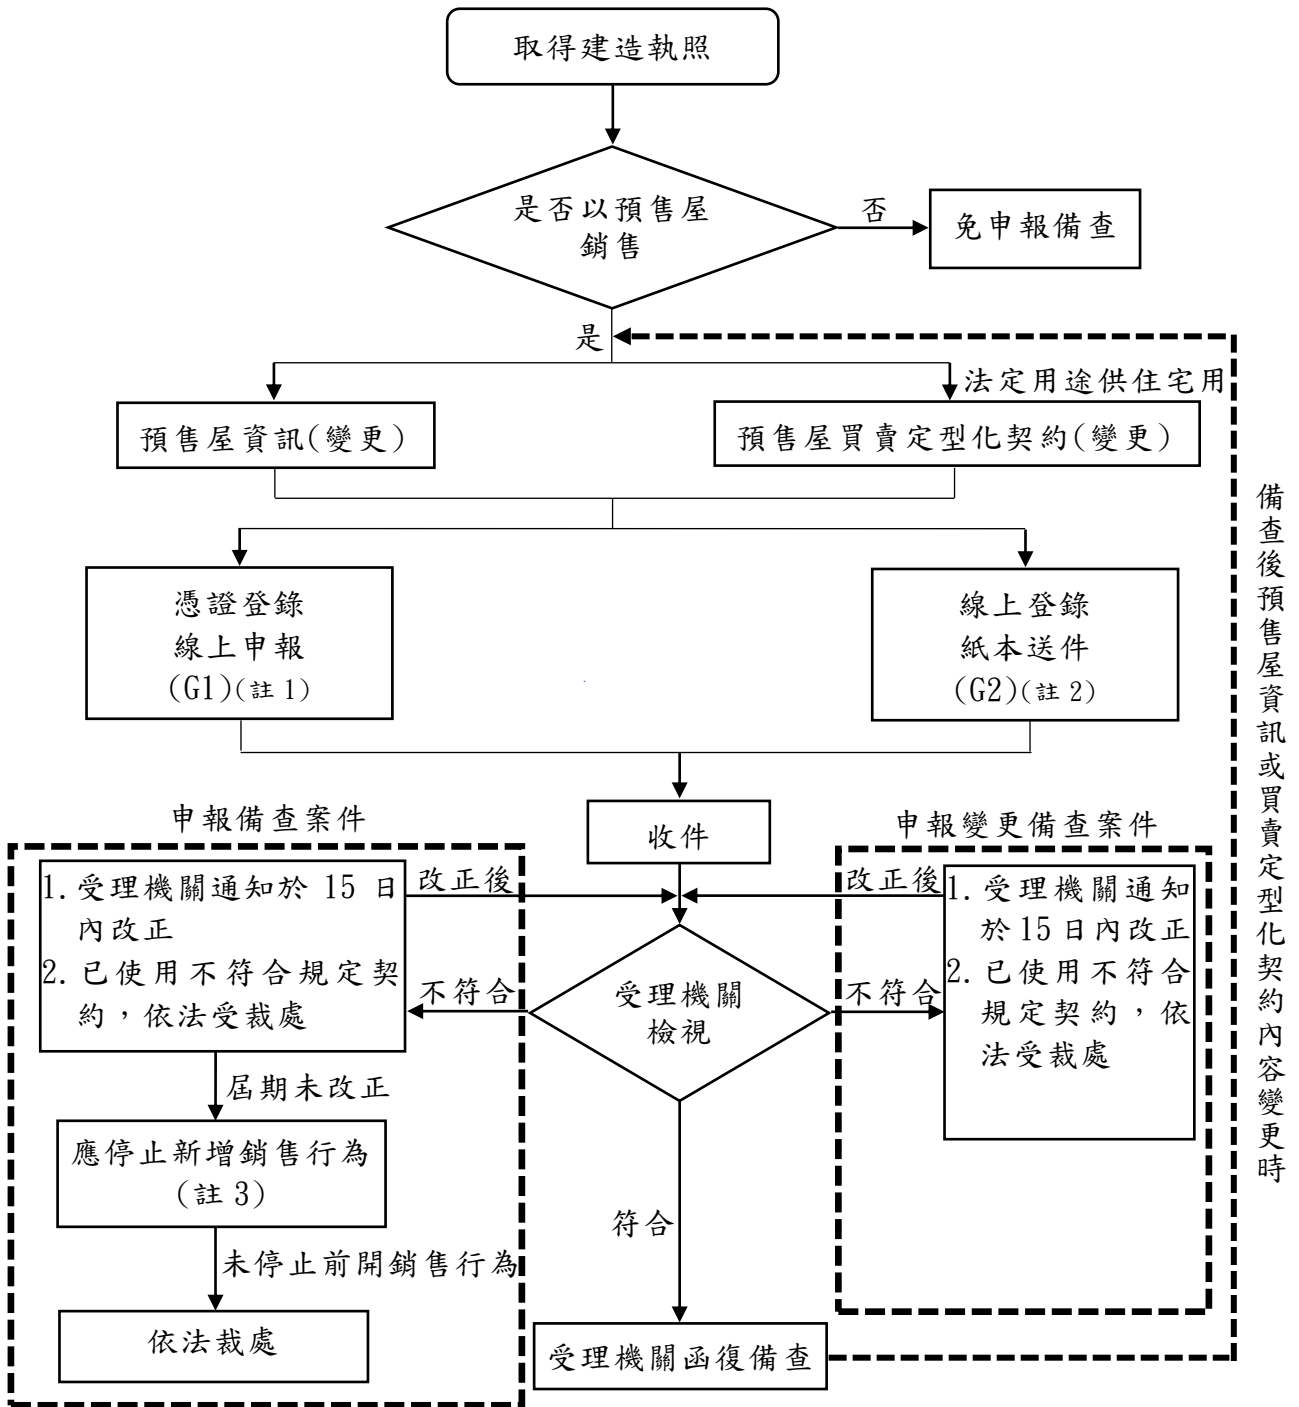 取得建造執照
是否以預售屋
銷售
否
免申報備查
是
法定用途供住宅用
預售屋資訊(變更)
預售屋買賣定型化契約(變更)
憑證登錄
線上申報
(G1)(註 1)
線上登錄
紙本送件
(G2)(註 2)
備查後預售屋資訊或買賣定型化契約內容變更時
收件
申報備查案件
申報變更備查案件
1. 受理機關通知於 15 日
內改正
2. 已使用不符合規定契
約，依法受裁處
改正後
改正後
1. 受理機關通知
於 15 日內改正
2. 已使用不符合
規定契約，依
法受裁處
不符合
受理機關
檢視
不符合
屆期未改正
應停止新增銷售行為
(註 3)
符合
未停止前開銷售行為
依法裁處
受理機關函復備查